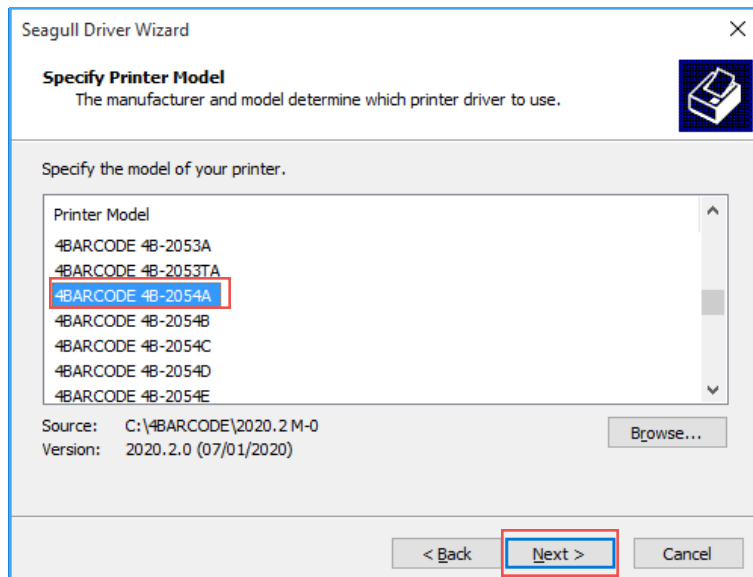 Seagull Driver Wizard
Specify Printer Model
The manufacturer and model determine which printer driver to use.
Specify the model of your printer.
Printer Model
4BARCODE 4B-2053A
4BARCODE 4B-2053TA
4BARCODE 4B-2054A
4BARCODE 4B-2054B
4BARCODE 4B-2054C
4BARCODE 4B-2054D
4BARCODE 4B-2054E
Source: C:\4BARCODE\2020.2 M-0
Browse...
Version: 2020.2.0 (07/01/2020)
< Back Next > Cancel